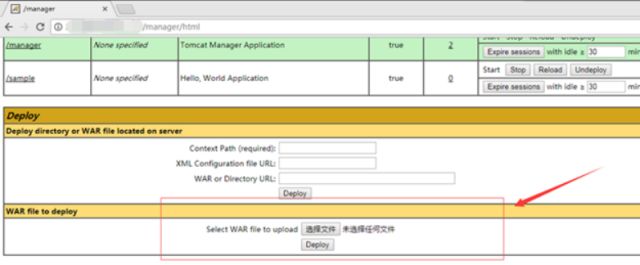 /manager
/manager/html
Start Stop Reload Undeploy
/manager None specified Tomcat Manager Application true 2
Expire sessions with idle ≥ 30 min
/sample None specified Hello, World Application true 0
Start Stop Reload Undeploy
Expire sessions with idle ≥ 30 min
Deploy
Deploy directory or WAR file located on server
Context Path (required):
XML Configuration file URL:
WAR or Directory URL:
Deploy
WAR file to deploy
Select WAR file to upload 选择文件 未选择任何文件
Deploy